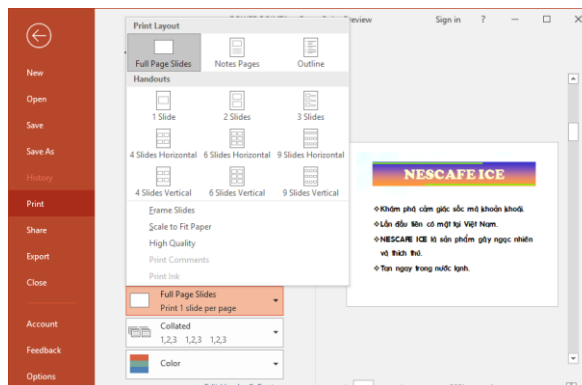 Preview
Sign in ?
New
Open
Save
Save As
History
Print
Share
Export
Close
Account
Feedback
Options
Print Layout
Full Page Slides Notes Pages Outline
Handouts
1 Slide 2 Slides 3 Slides
4 Slides Horizontal 6 Slides Horizontal 9 Slides Horizontal
4 Slides Vertical 6 Slides Vertical 9 Slides Vertical
Frame Slides
Scale to Fit Paper
High Quality
Print Comments
Print Ink
Full Page Slides
Print 1 slide per page
Collated
1,2,3 1,2,3 1,2,3
Color
NESCAFE ICE
❖Khám phá cảm giác sốc mà khoản khoái.
❖Lần đầu tiên có mặt tại Việt Nam.
❖NESCAFE ICE là sản phẩm gây ngạc nhiên
và thích thú.
❖Tan ngay trong nước lạnh.